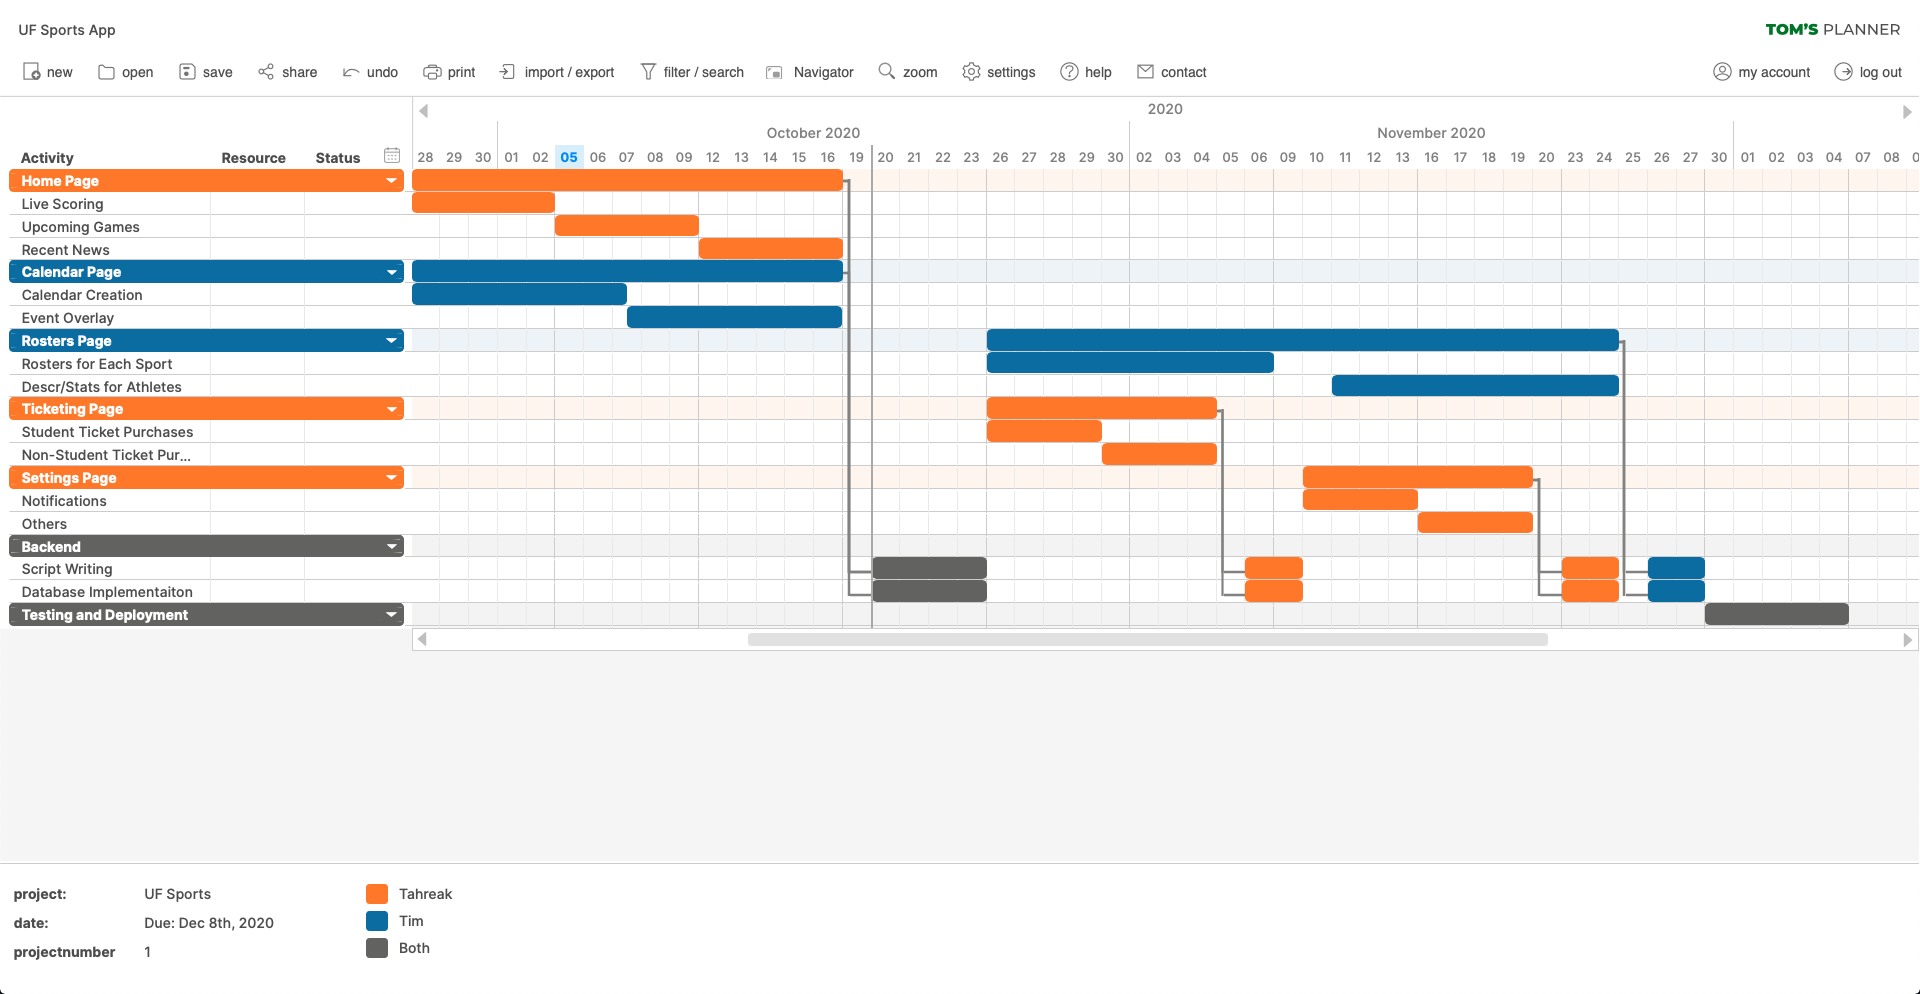 UF Sports App
TOM'S PLANNER
new open save share undo print import / export filter / search Navigator zoom settings help contact my account log out
2020
October 2020 November 2020
Activity Resource Status 28 29 30 01 02 05 06 07 08 09 12 13 14 15 16 19 20 21 22 23 26 27 28 29 30 02 03 04 05 06 09 10 11 12 13 16 17 18 19 20 23 24 25 26 27 30 01 02 03 04 07 08
Home Page
Live Scoring
Upcoming Games
Recent News
Calendar Page
Calendar Creation
Event Overlay
Rosters Page
Rosters for Each Sport
Descr/Stats for Athletes
Ticketing Page
Student Ticket Purchases
Non-Student Ticket Pur...
Settings Page
Notifications
Others
Backend
Script Writing
Database Implementaiton
Testing and Deployment
project: UF Sports
date: Due: Dec 8th, 2020
projectnumber 1
Tahreak
Tim
Both